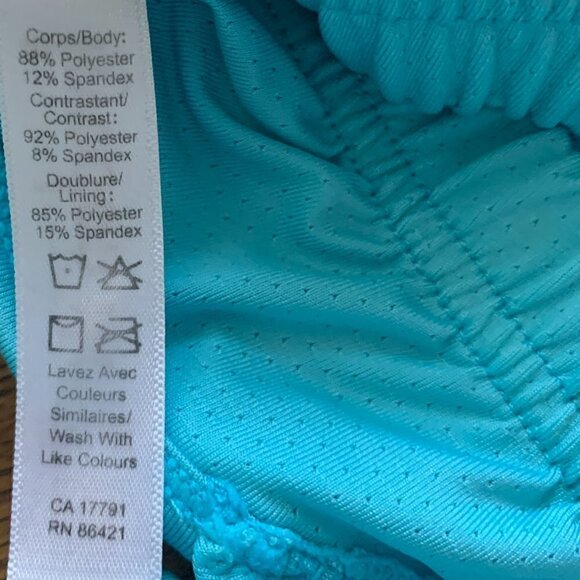 Corps/Body:
88% Polyester
12% Spandex
Contrastant/
Contrast:
92% Polyester
8% Spandex
Doublure/
Lining:
85% Polyester
15% Spandex
Lavez Avec
Couleurs
Similaires/
Wash With
Like Colours
CA 17791
RN 86421